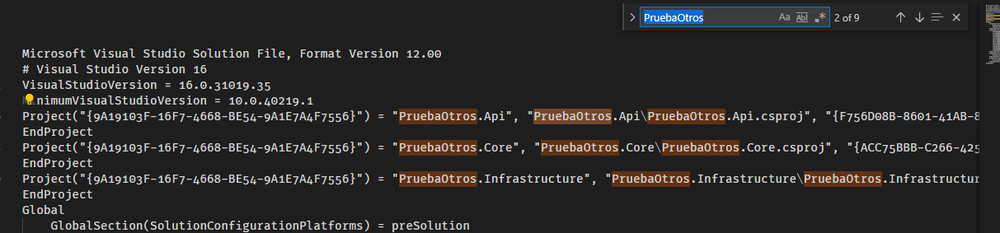 PruebaOtros Aa Abl .* 2 of 9
Microsoft Visual Studio Solution File, Format Version 12.00
# Visual Studio Version 16
VisualStudioVersion = 16.0.31019.35
nimumVisualStudioVersion = 10.0.40219.1
Project("{9A19103F-16F7-4668-BE54-9A1E7A4F7556}") = "PruebaOtros.Api", "PruebaOtros.Api\PruebaOtros.Api.csproj", "{F756D08B-8601-41AB-8
EndProject
Project("{9A19103F-16F7-4668-BE54-9A1E7A4F7556}") = "PruebaOtros.Core", "PruebaOtros.Core\PruebaOtros.Core.csproj", "{ACC75BBB-C266-425
EndProject
Project("{9A19103F-16F7-4668-BE54-9A1E7A4F7556}") = "PruebaOtros.Infrastructure", "PruebaOtros.Infrastructure\PruebaOtros.Infrastructur
EndProject
Global
GlobalSection(SolutionConfigurationPlatforms) = preSolution